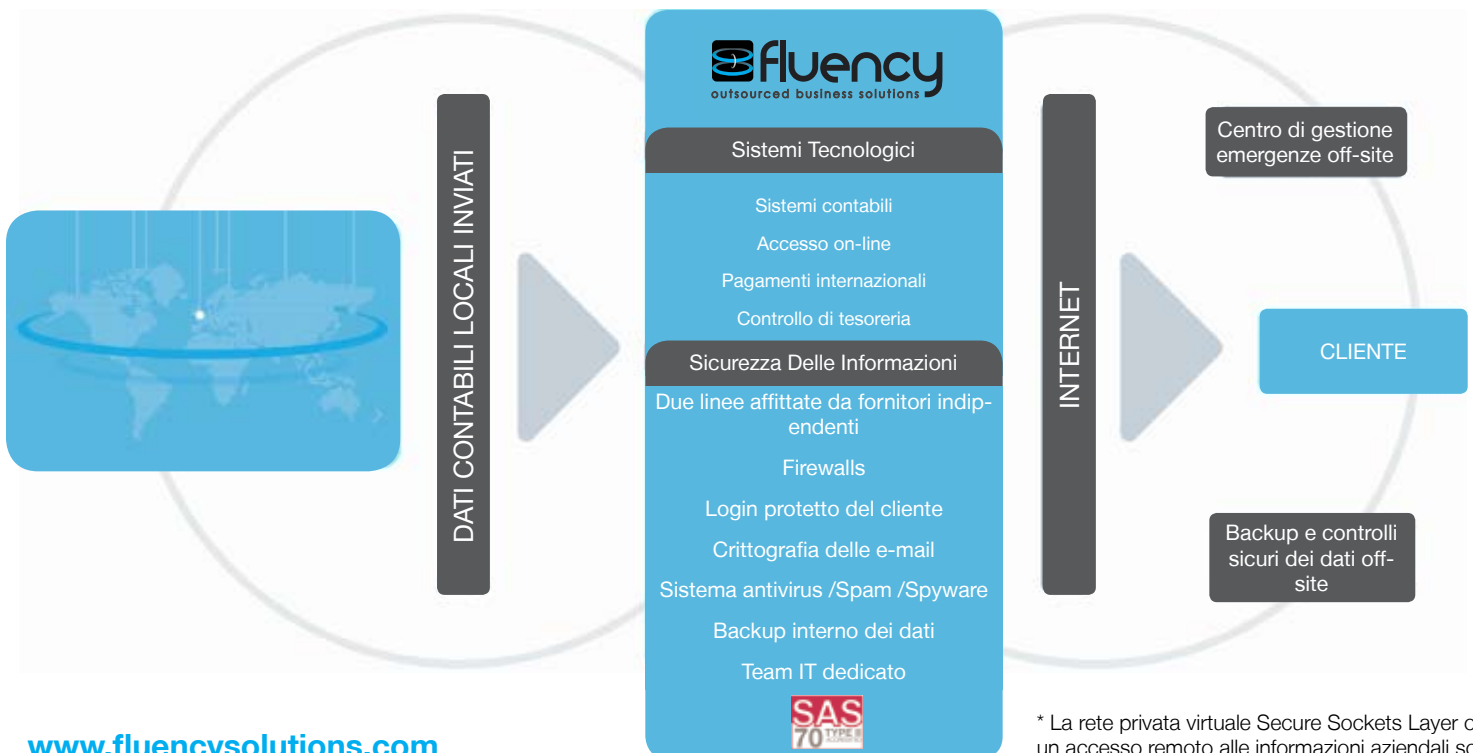 fluency
outsourced business solutions
Sistemi Tecnologici
Sistemi contabili
Accesso on-line
Pagamenti internazionali
Controllo di tesoreria
Sicurezza Delle Informazioni
Due linee affittate da fornitori indip-
endenti
Firewalls
Login protetto del cliente
Crittografia delle e-mail
Sistema antivirus /Spam /Spyware
Backup interno dei dati
Team IT dedicato
SAS
70 TYPE II
DATI CONTABILI LOCALI INVIATI
INTERNET
Centro di gestione
emergenze off-site
CLIENTE
Backup e controlli
sicuri dei dati off-
site
www.fluencysolutions.com
* La rete privata virtuale Secure Sockets Layer
un accesso remoto alle informazioni aziendali